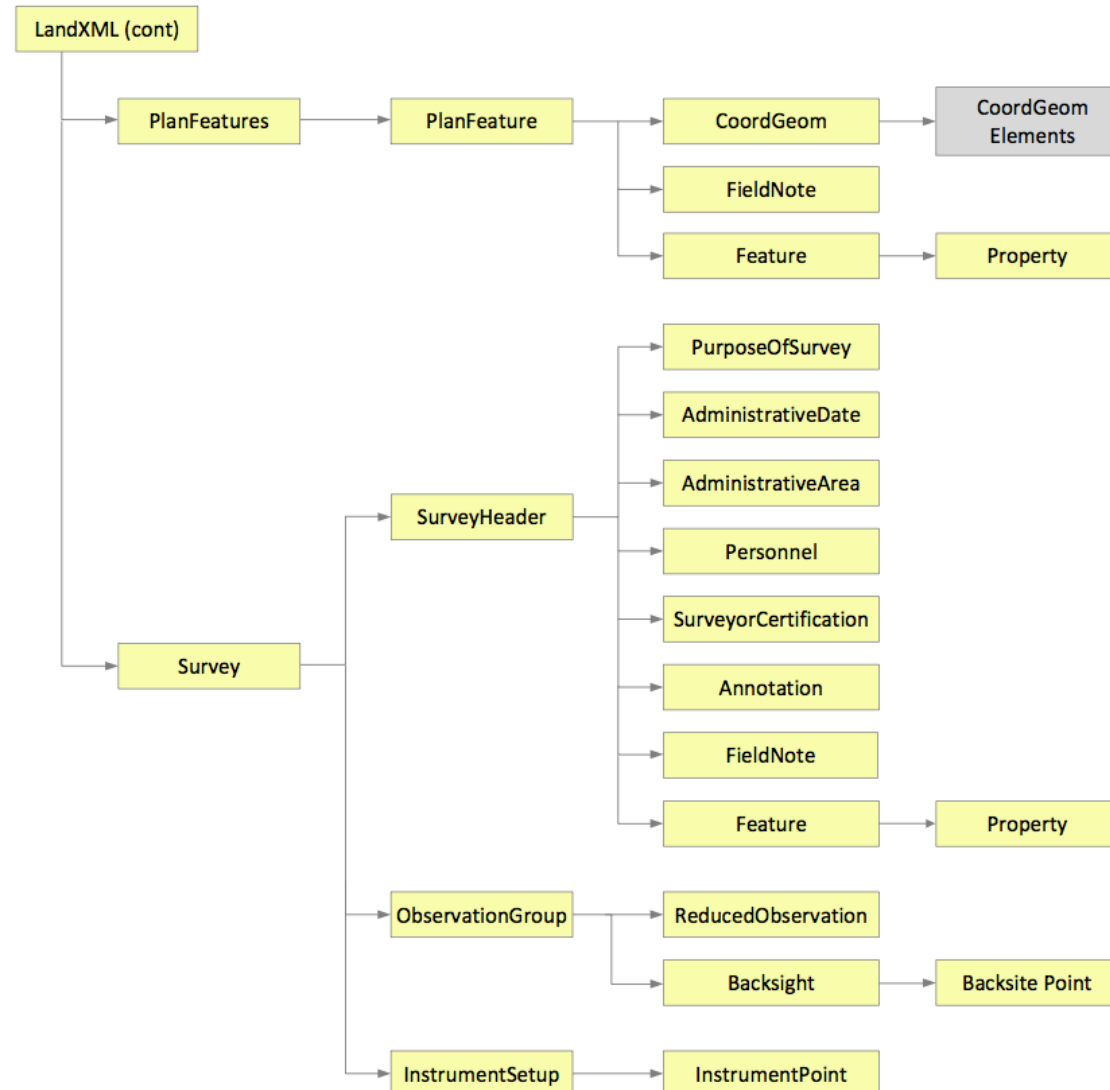 LandXML (cont)
PlanFeatures
PlanFeature
CoordGeom
CoordGeom
Elements
FieldNote
Feature
Property
PurposeOfSurvey
AdministrativeDate
AdministrativeArea
SurveyHeader
Personnel
SurveyorCertification
Survey
Annotation
FieldNote
Feature
Property
ObservationGroup
ReducedObservation
Backsight
Backsite Point
InstrumentSetup
InstrumentPoint